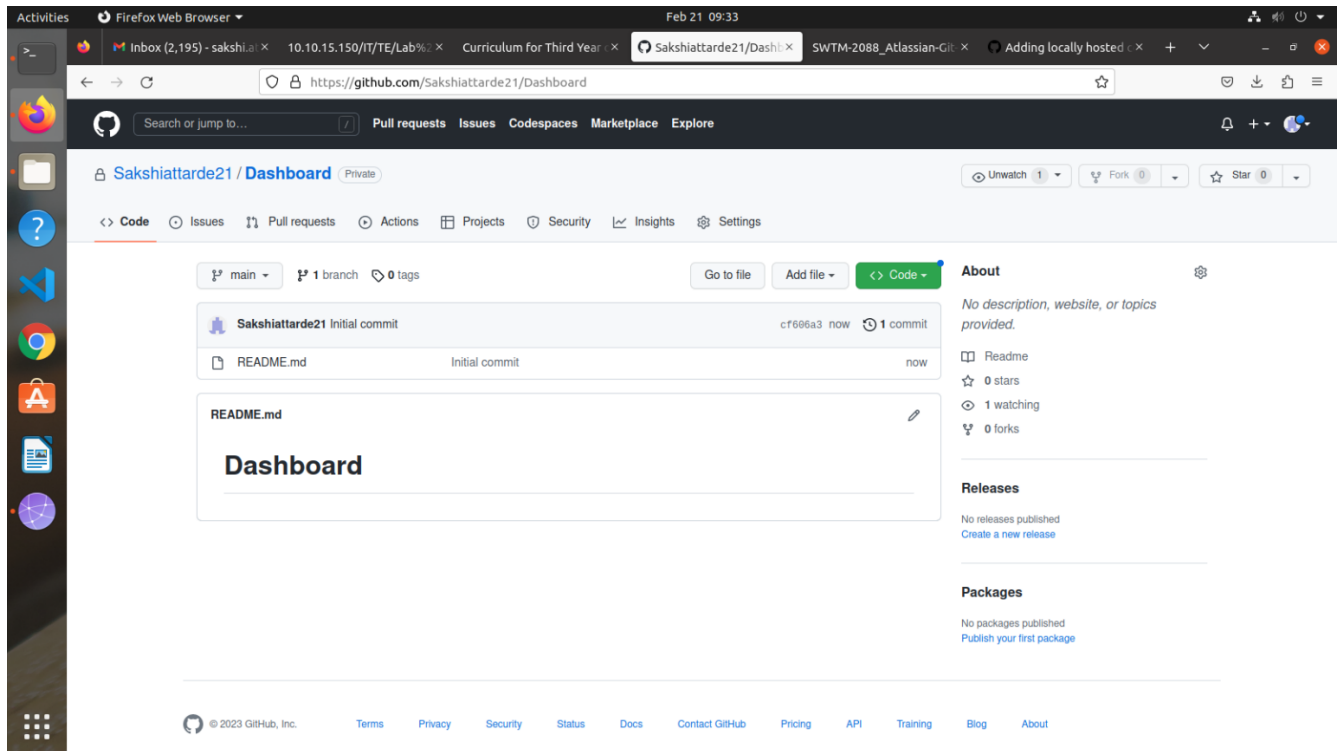 Activities Firefox Web Browser Feb 21 09:33
Inbox (2,195) - sakshi.at 10.10.15.150/IT/TE/Lab%2 Curriculum for Third Year Sakshiattarde21/Dashb SWTM-2088_Atlassian-Git Adding locally hosted
https://github.com/Sakshiattarde21/Dashboard
Search or jump to... / Pull requests Issues Codespaces Marketplace Explore
Sakshiattarde21 / Dashboard Private Unwatch 1 Fork 0 Star 0
Code Issues Pull requests Actions Projects Security Insights Settings
main 1 branch 0 tags Go to file Add file Code
Sakshiattarde21 Initial commit cf606a3 now 1 commit
README.md Initial commit now
README.md
Dashboard
About
No description, website, or topics
provided.
Readme
0 stars
1 watching
0 forks
Releases
No releases published
Create a new release
Packages
No packages published
Publish your first package
© 2023 GitHub, Inc. Terms Privacy Security Status Docs Contact GitHub Pricing API Training Blog About